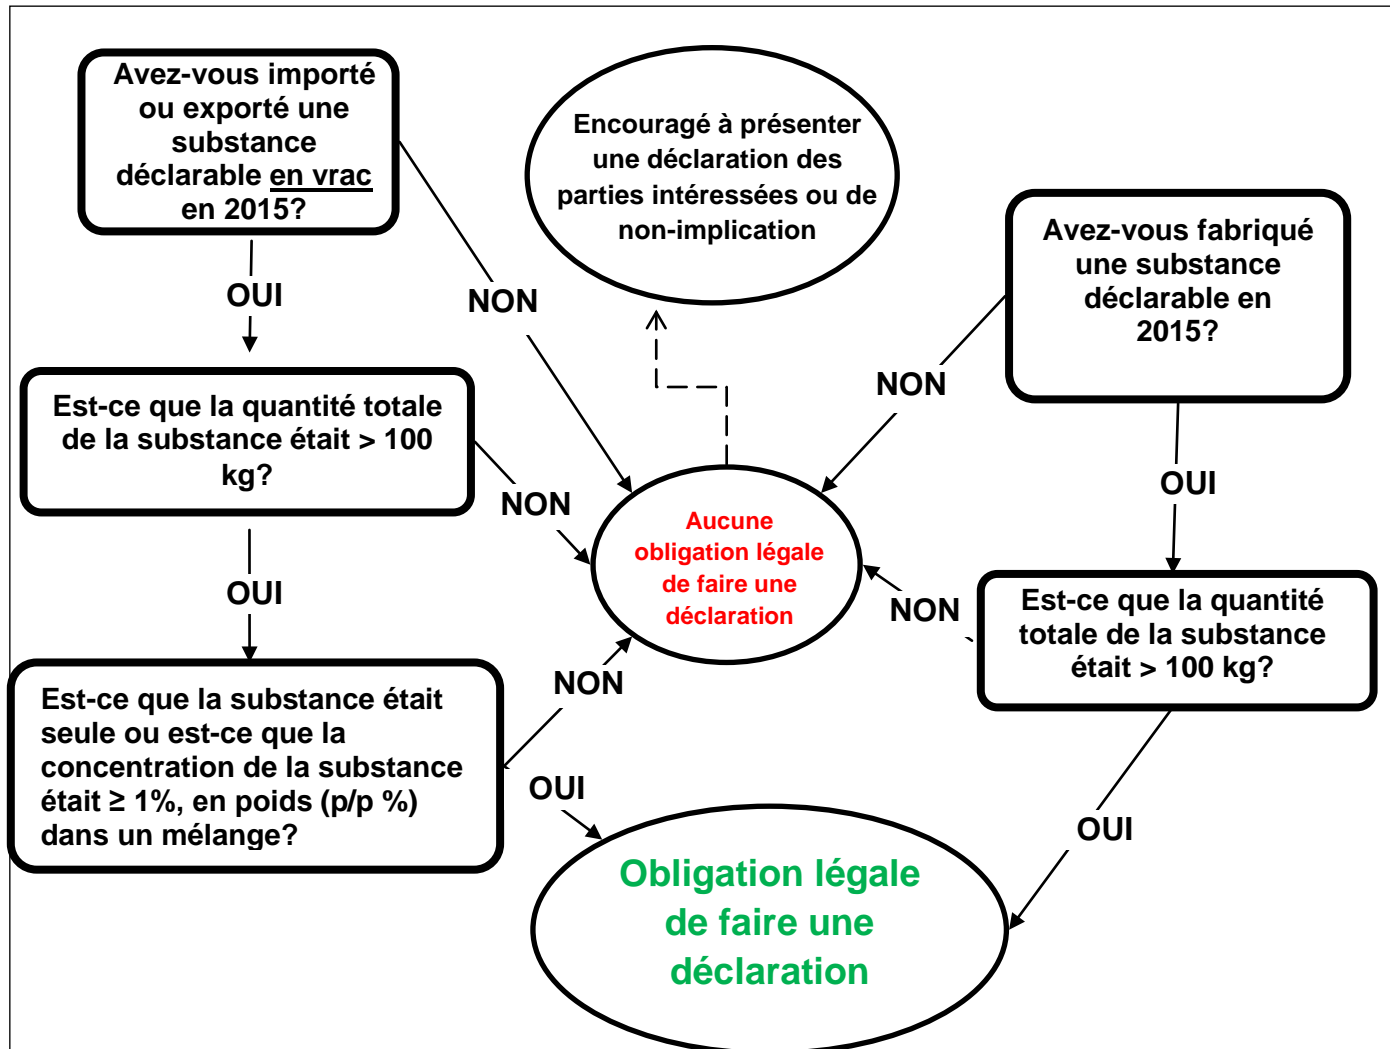 Avez-vous importé
ou exporté une
substance
déclarable en vrac
en 2015?
Encouragé à présenter
une déclaration des
parties intéressées ou de
non-implication
Avez-vous fabriqué
une substance
déclarable en
2015?
OUI
NON
NON
Est-ce que la quantité totale
de la substance était > 100
kg?
OUI
NON
Aucune
obligation légale
de faire une
déclaration
OUI
NON
Est-ce que la quantité
totale de la substance
était > 100 kg?
Est-ce que la substance était
seule ou est-ce que la
concentration de la substance
était ≥ 1%, en poids (p/p %)
dans un mélange?
NON
OUI
OUI
Obligation légale
de faire une
déclaration